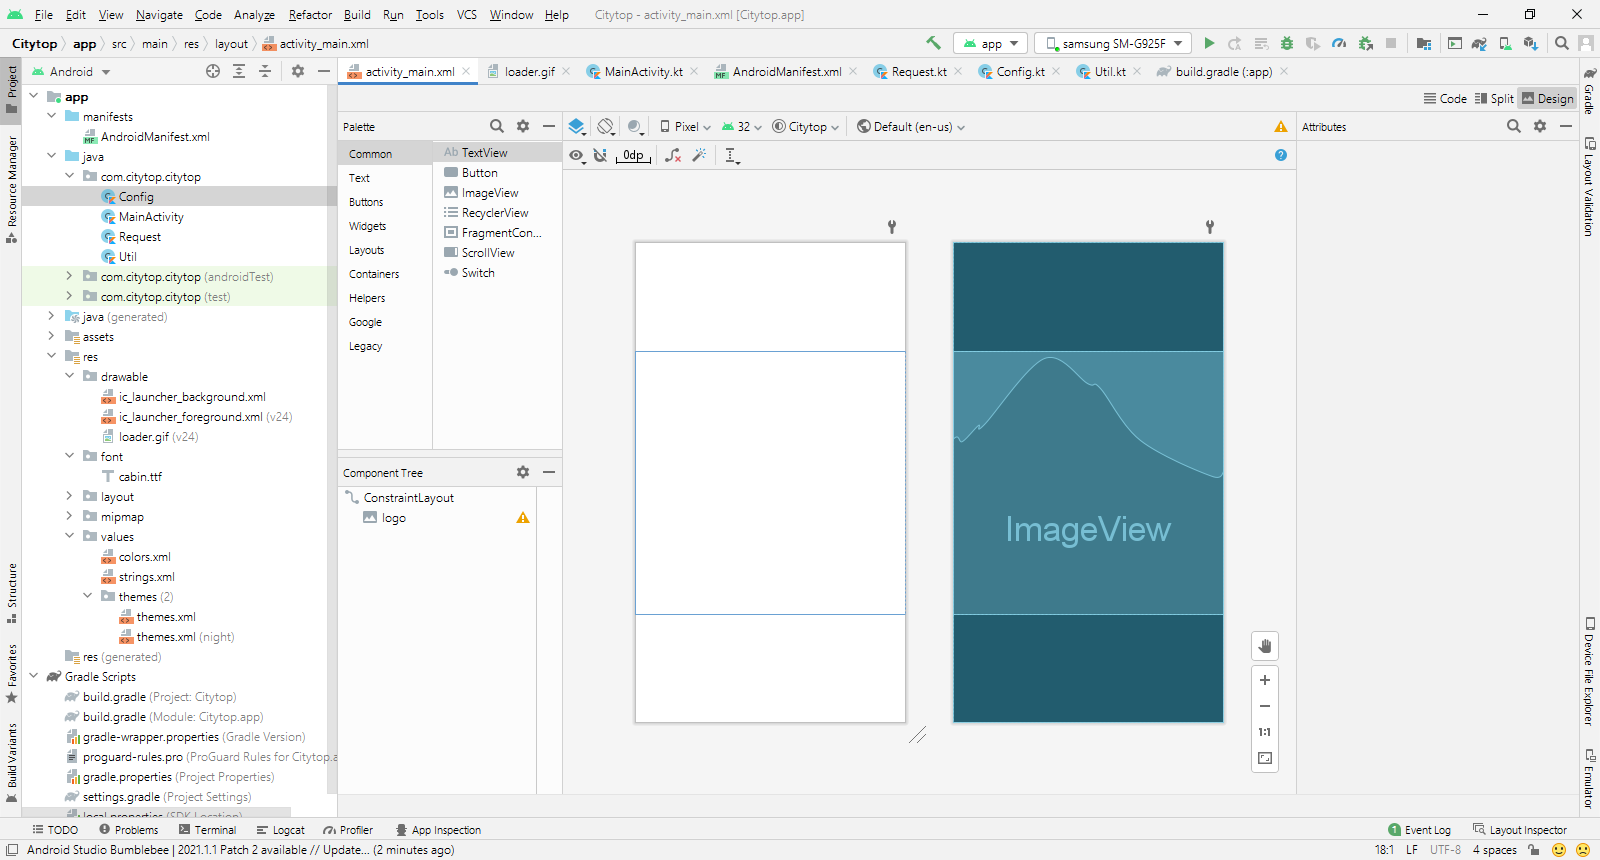 File Edit View Navigate Code Analyze Refactor Build Run Tools VCS Window Help Citytop - activity_main.xml [Citytop.app]
Citytop app src main res layout activity_main.xml app samsung SM-G925F
Project
Resource Manager
Structure
Favorites
Build Variants
Android
app
manifests
AndroidManifest.xml
java
com.citytop.citytop
Config
MainActivity
Request
Util
com.citytop.citytop (androidTest)
com.citytop.citytop (test)
java (generated)
assets
res
drawable
ic_launcher_background.xml
ic_launcher_foreground.xml (v24)
loader.gif (v24)
font
cabin.ttf
layout
mipmap
values
colors.xml
strings.xml
themes (2)
themes.xml
themes.xml (night)
res (generated)
Gradle Scripts
build.gradle (Project: Citytop)
build.gradle (Module: Citytop.app)
gradle-wrapper.properties (Gradle Version)
proguard-rules.pro (ProGuard Rules for Citytop.a
gradle.properties (Project Properties)
settings.gradle (Project Settings)
local.properties (SDK Location)
activity_main.xml loader.gif MainActivity.kt AndroidManifest.xml Request.kt Config.kt Util.kt build.gradle (:app)
Code Split Design
Palette
Common
Text
Buttons
Widgets
Layouts
Containers
Helpers
Google
Legacy
Ab TextView
Button
ImageView
RecyclerView
FragmentCon...
ScrollView
Switch
Component Tree
ConstraintLayout
logo
Pixel 32 Citytop Default (en-us)
0dp
ImageView
1:1
Attributes
Gradle
Layout Validation
Device File Explorer
Emulator
TODO Problems Terminal Logcat Profiler App Inspection 1 Event Log Layout Inspector
Android Studio Bumblebee | 2021.1.1 Patch 2 available // Update... (2 minutes ago) 18:1 LF UTF-8 4 spaces